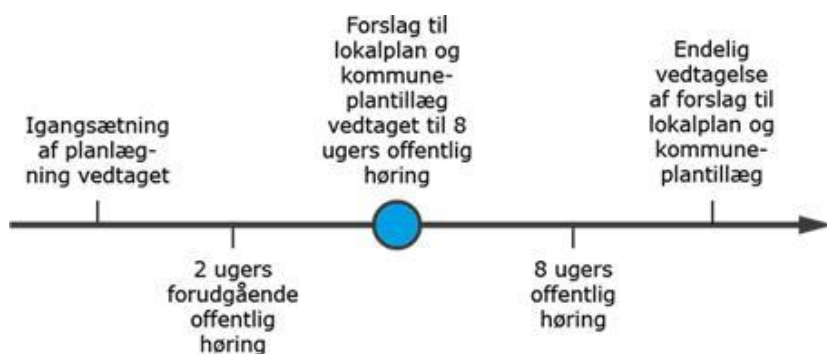 Igangsætning
af planlæg-
ning vedtaget
2 ugers
forudgående
offentlig
høring
Forslag til
lokalplan og
kommune-
plantillæg
vedtaget til 8
ugers offentlig
høring
8 ugers
offentlig
høring
Endelig
vedtagelse
af forslag til
lokalplan og
kommune-
plantillæg